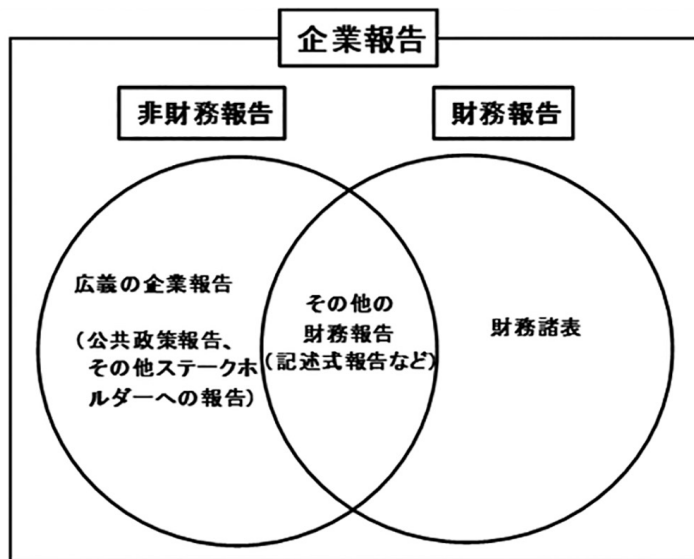 企業報告
非財務報告
財務報告
広義の企業報告
(公共政策報告、
その他ステークホ
ルダーへの報告)
その他の
財務報告
(記述式報告など)
財務諸表